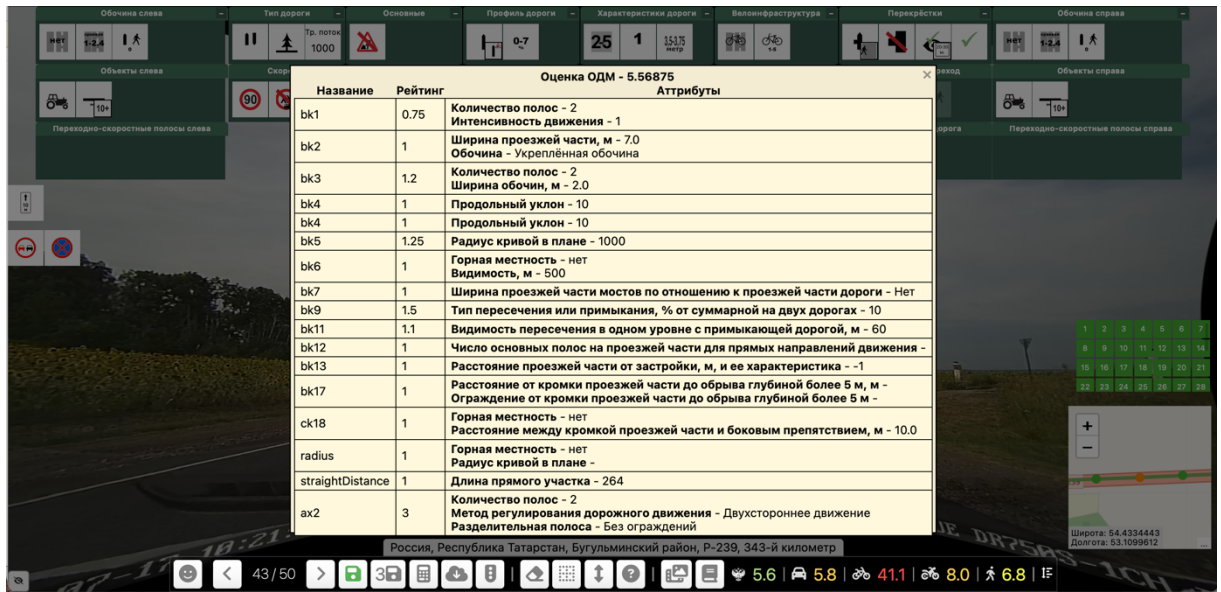 Обочина слева –
Тип дороги –
Основные –
Профиль дороги –
Характеристики дороги –
Велоинфраструктура –
Перекрёстки –
Обочина справа –
нет 1-2,4 0
Тр. поток
1000
0-7
%
2-5 1 3,5-3,75
метр
нет 1-2,4 0
Объекты слева
Объекты справа
10+
90
10+
Переходно-скоростные полосы слева
Переходно-скоростные полосы справа
Оценка ОДМ - 5.56875 ×
Название Рейтинг Аттрибуты
bk1 0.75 Количество полос - 2
Интенсивность движения - 1
bk2 1 Ширина проезжей части, м - 7.0
Обочина - Укреплённая обочина
bk3 1.2 Количество полос - 2
Ширина обочин, м - 2.0
bk4 1 Продольный уклон - 10
bk4 1 Продольный уклон - 10
bk5 1.25 Радиус кривой в плане - 1000
bk6 1 Горная местность - нет
Видимость, м - 500
bk7 1 Ширина проезжей части мостов по отношению к проезжей части дороги - Нет
bk9 1.5 Тип пересечения или примыкания, % от суммарной на двух дорогах - 10
bk11 1.1 Видимость пересечения в одном уровне с примыкающей дорогой, м - 60
bk12 1 Число основных полос на проезжей части для прямых направлений движения -
bk13 1 Расстояние проезжей части от застройки, м, и ее характеристика - -1
bk17 1 Расстояние от кромки проезжей части до обрыва глубиной более 5 м, м -
Ограждение от кромки проезжей части до обрыва глубиной более 5 м -
ck18 1 Горная местность - нет
Расстояние между кромкой проезжей части и боковым препятствием, м - 10.0
radius 1 Горная местность - нет
Радиус кривой в плане -
straightDistance 1 Длина прямого участка - 264
ax2 3 Количество полос - 2
Метод регулирования дорожного движения - Двухстороннее движение
Разделительная полоса - Без ограждений
1 2 3 4 5 6 7
8 9 10 11 12 13 14
15 16 17 18 19 20 21
22 23 24 25 26 27 28
+
−
Широта: 54.4334443
Долгота: 53.1099612
...
Россия, Республика Татарстан, Бугульминский район, Р-239, 343-й километр
43 / 50 3 5.6 | 5.8 | 41.1 | 8.0 | 6.8